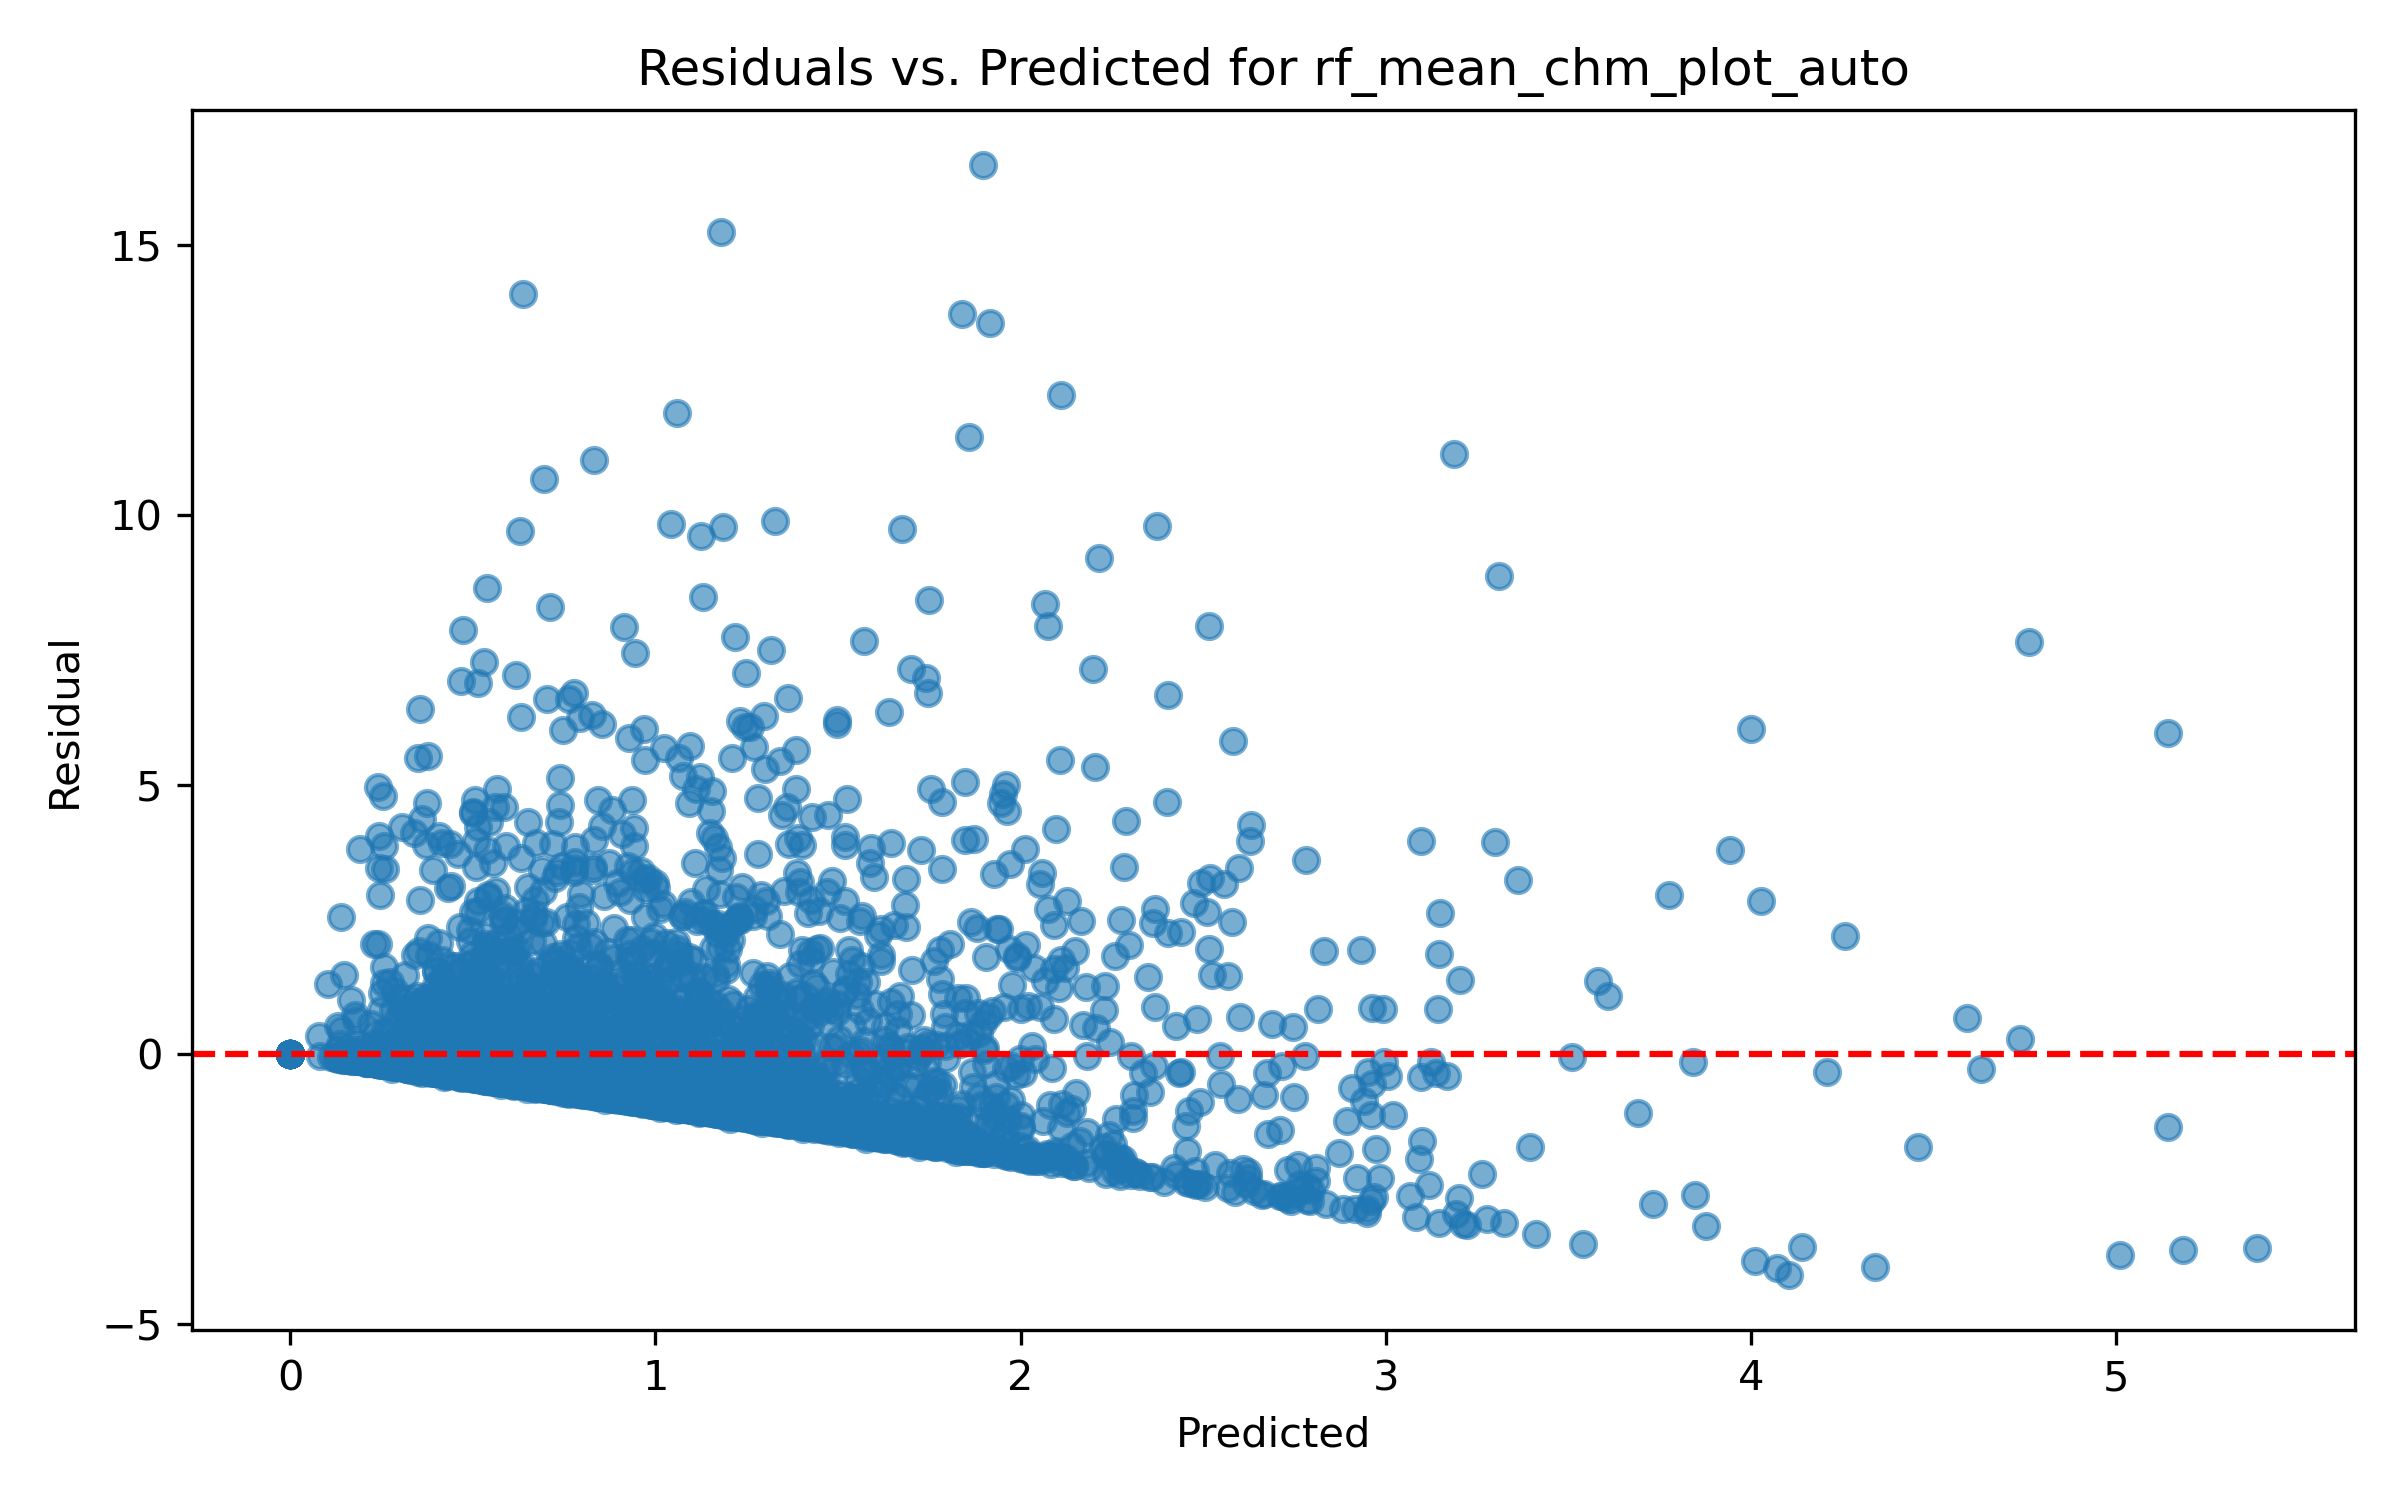 Residuals vs. Predicted for rf_mean_chm_plot_auto
15
10
5
0
−5
Residual
0 1 2 3 4 5
Predicted